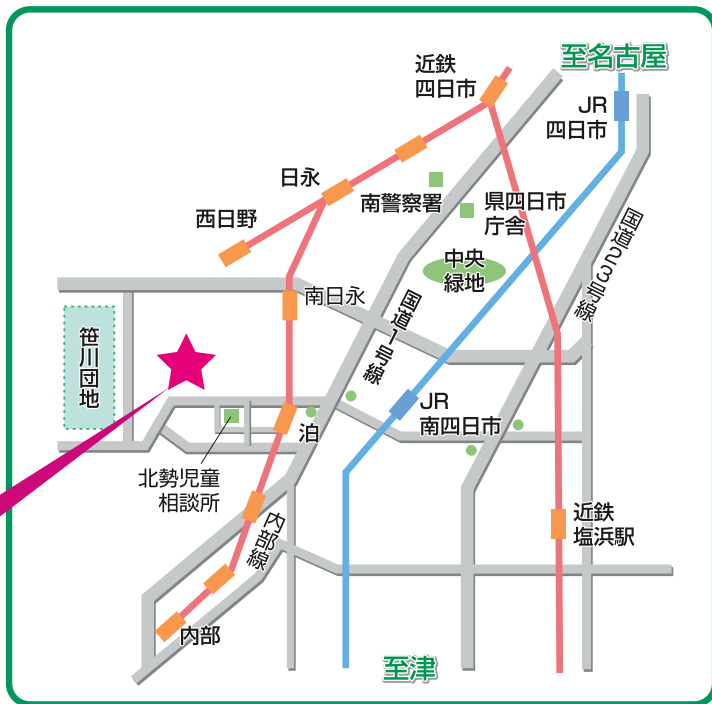 至名古屋
近鉄
四日市
JR
四日市
日永
南警察署
県四日市
庁舎
西日野
国道23号線
中央
緑地
南日永
国道1号線
笹川団地
JR
南四日市
泊
北勢児童
相談所
内部線
近鉄
塩浜駅
内部
至津